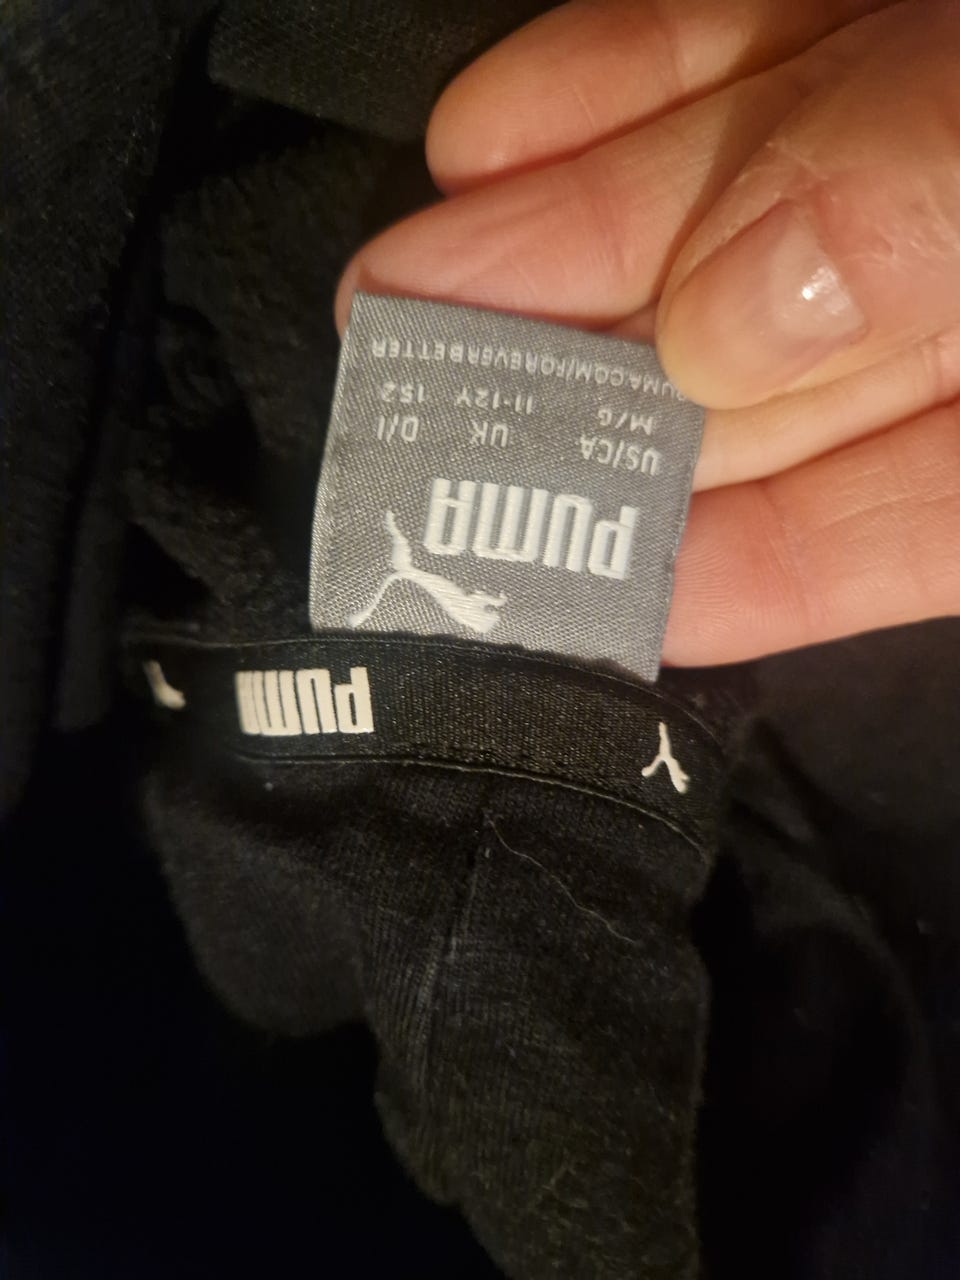 PUMA
US/CA UK D/I
M/G 11-12Y 152
PUMA.COM/FOREVERBETTER
PUMA